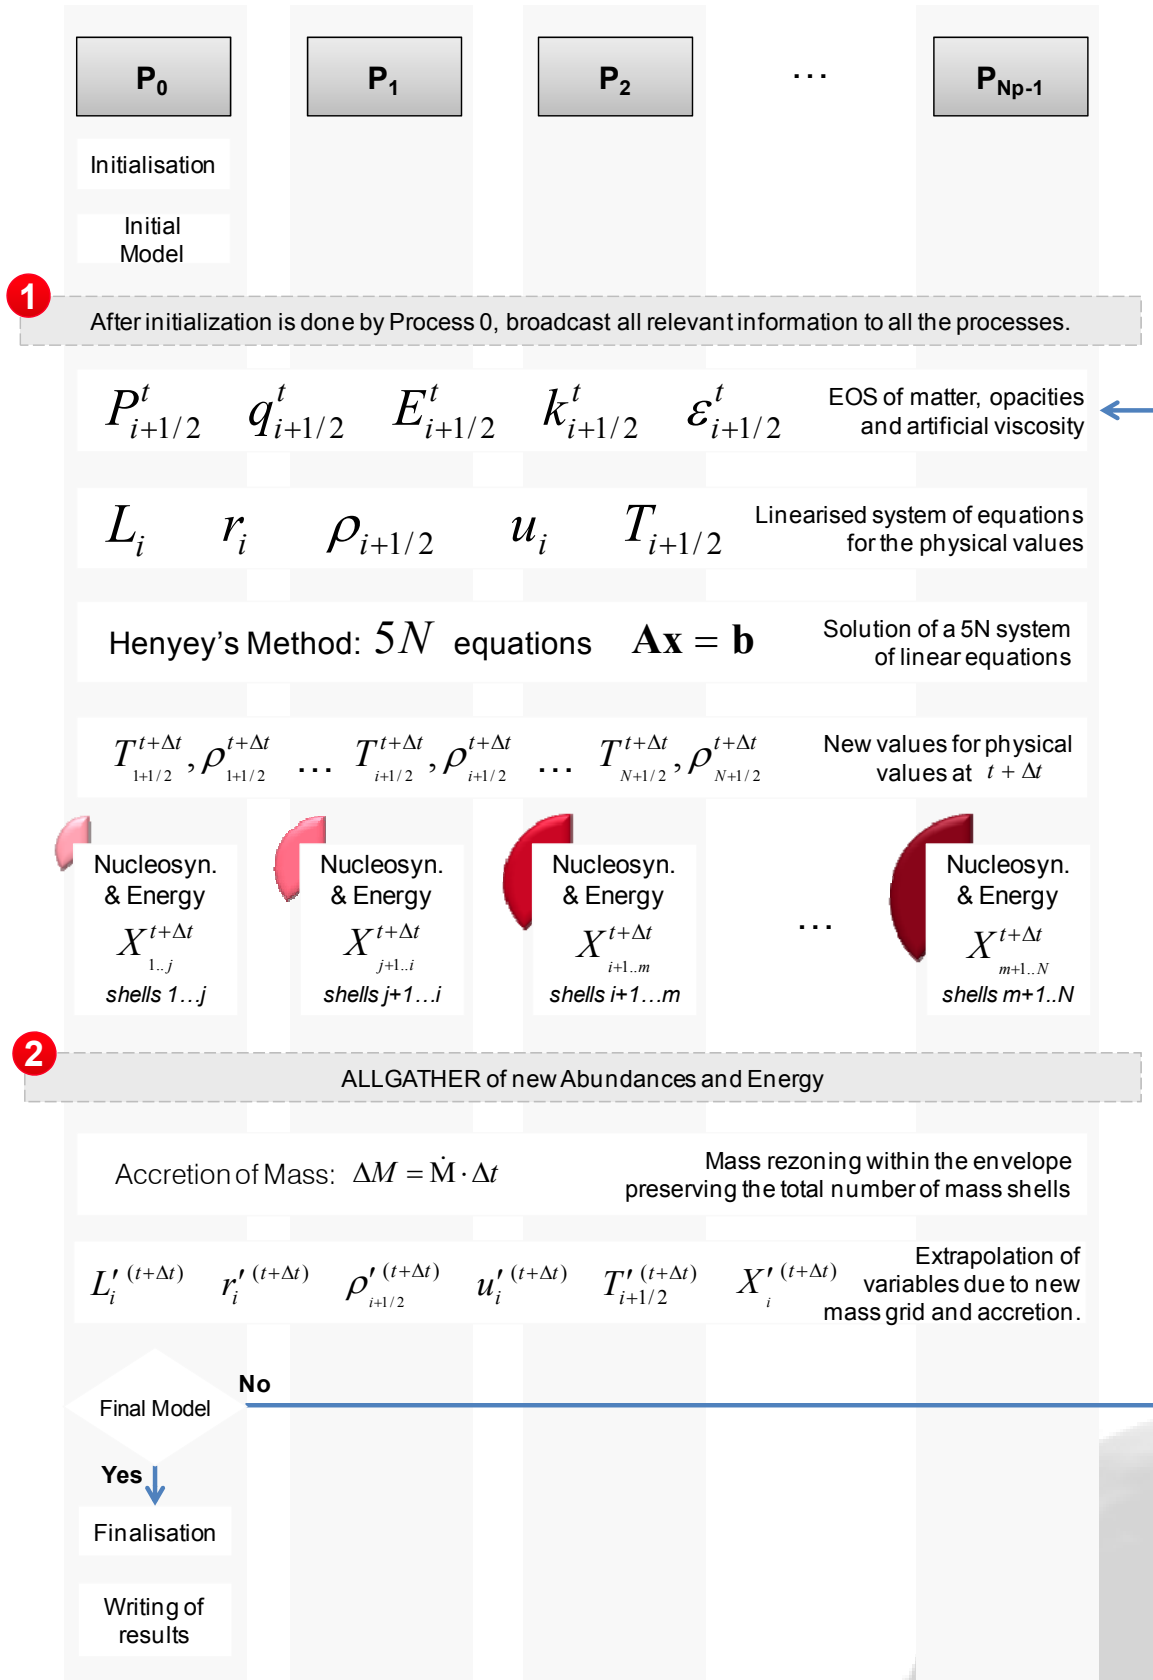 P0 P1 P2 ... PNp-1
Initialisation
Initial
Model
1
After initialization is done by Process 0, broadcast all relevant information to all the processes.
P^t_{i+1/2} q^t_{i+1/2} E^t_{i+1/2} k^t_{i+1/2} ε^t_{i+1/2}
EOS of matter, opacities
and artificial viscosity
L_i r_i ρ_{i+1/2} u_i T_{i+1/2}
Linearised system of equations
for the physical values
Henyey's Method: 5N equations Ax = b
Solution of a 5N system
of linear equations
T^{t+Δt}_{1+1/2}, ρ^{t+Δt}_{1+1/2} ... T^{t+Δt}_{i+1/2}, ρ^{t+Δt}_{i+1/2} ... T^{t+Δt}_{N+1/2}, ρ^{t+Δt}_{N+1/2}
New values for physical
values at t + Δt
Nucleosyn.
& Energy
X^{t+Δt}_{1..j}
shells 1…j
Nucleosyn.
& Energy
X^{t+Δt}_{j+1..i}
shells j+1…i
Nucleosyn.
& Energy
X^{t+Δt}_{i+1..m}
shells i+1…m
...
Nucleosyn.
& Energy
X^{t+Δt}_{m+1..N}
shells m+1..N
2
ALLGATHER of new Abundances and Energy
Accretion of Mass: ΔM = Ṁ · Δt
Mass rezoning within the envelope
preserving the total number of mass shells
L'_i^{(t+Δt)} r'_i^{(t+Δt)} ρ'_{i+1/2}^{(t+Δt)} u'_i^{(t+Δt)} T'_{i+1/2}^{(t+Δt)} X'_i^{(t+Δt)}
Extrapolation of
variables due to new
mass grid and accretion.
Final Model
No
Yes
Finalisation
Writing of
results